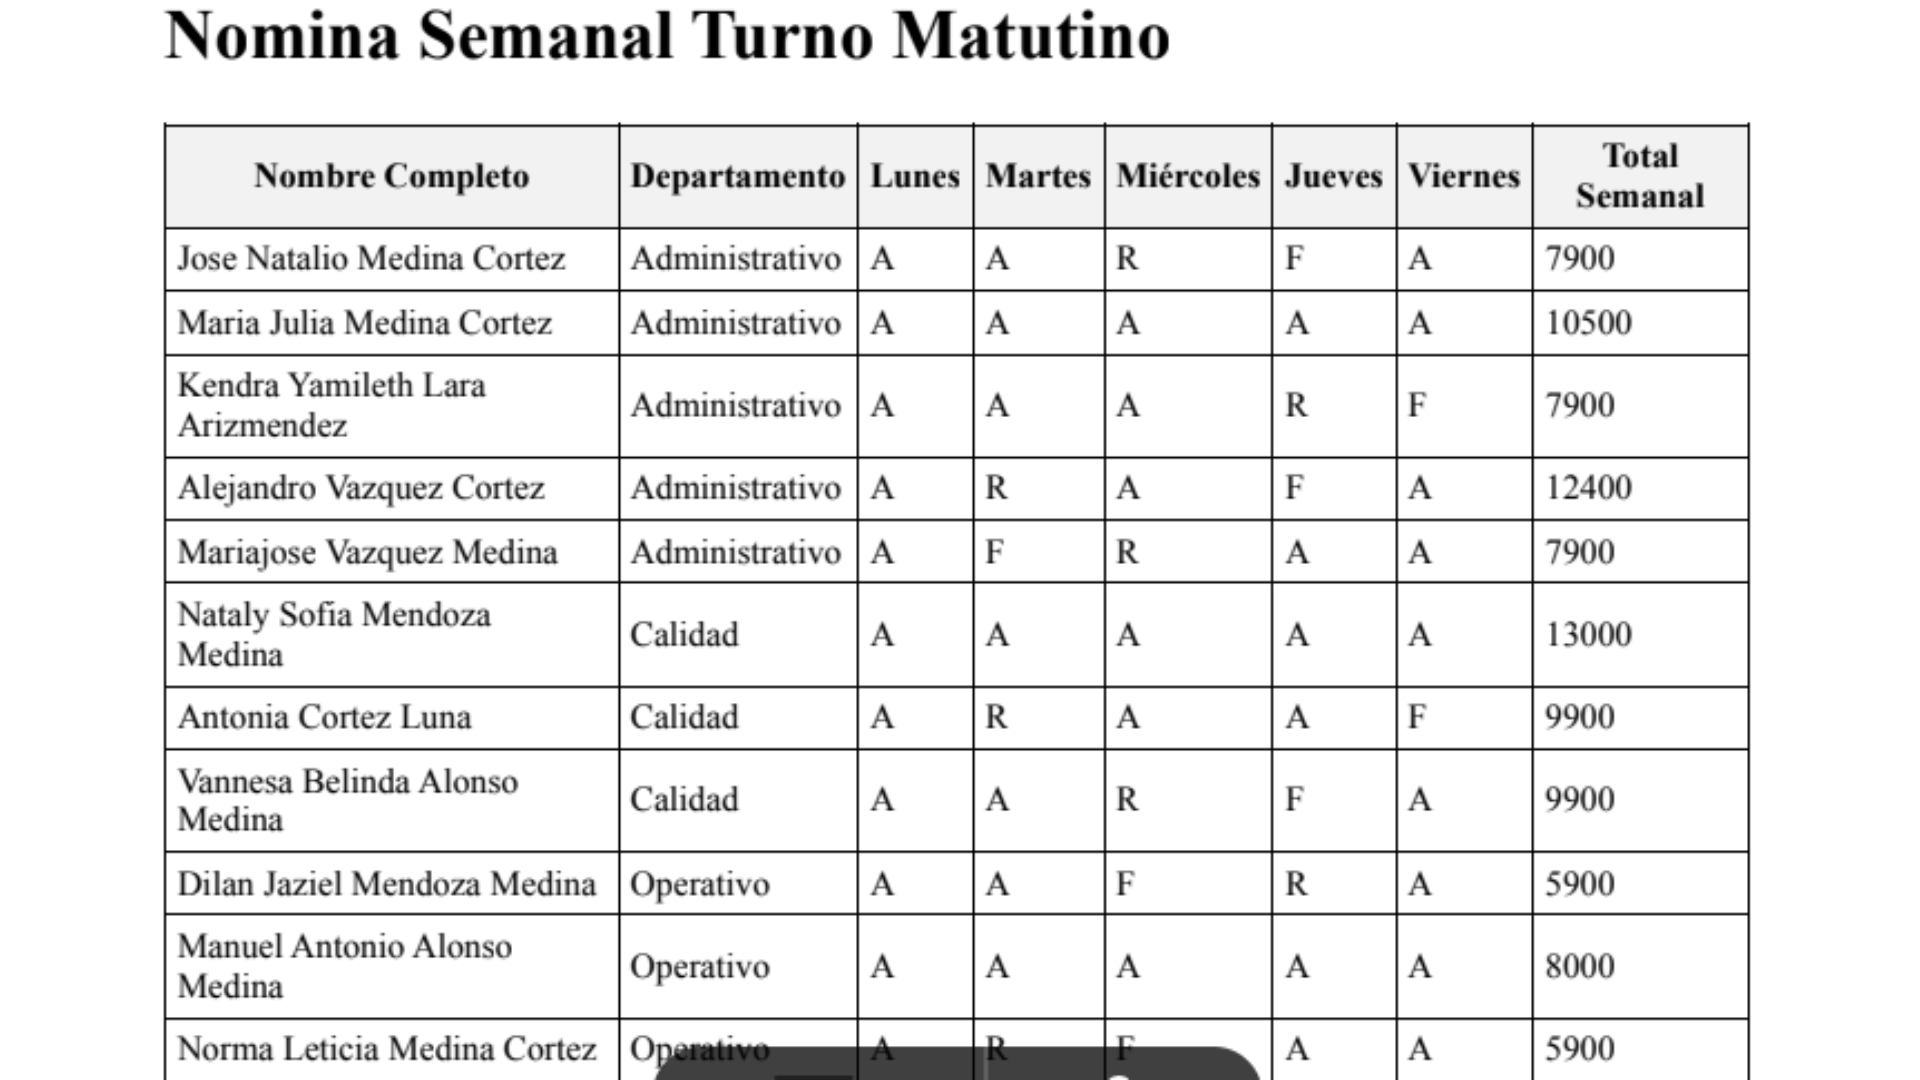 Nomina Semanal Turno Matutino
Nombre Completo Departamento Lunes Martes Miércoles Jueves Viernes Total Semanal
Jose Natalio Medina Cortez Administrativo A A R F A 7900
Maria Julia Medina Cortez Administrativo A A A A A 10500
Kendra Yamileth Lara Arizmendez Administrativo A A A R F 7900
Alejandro Vazquez Cortez Administrativo A R A F A 12400
Mariajose Vazquez Medina Administrativo A F R A A 7900
Nataly Sofia Mendoza Medina Calidad A A A A A 13000
Antonia Cortez Luna Calidad A R A A F 9900
Vannesa Belinda Alonso Medina Calidad A A R F A 9900
Dilan Jaziel Mendoza Medina Operativo A A F R A 5900
Manuel Antonio Alonso Medina Operativo A A A A A 8000
Norma Leticia Medina Cortez Operativo A R F A A 5900